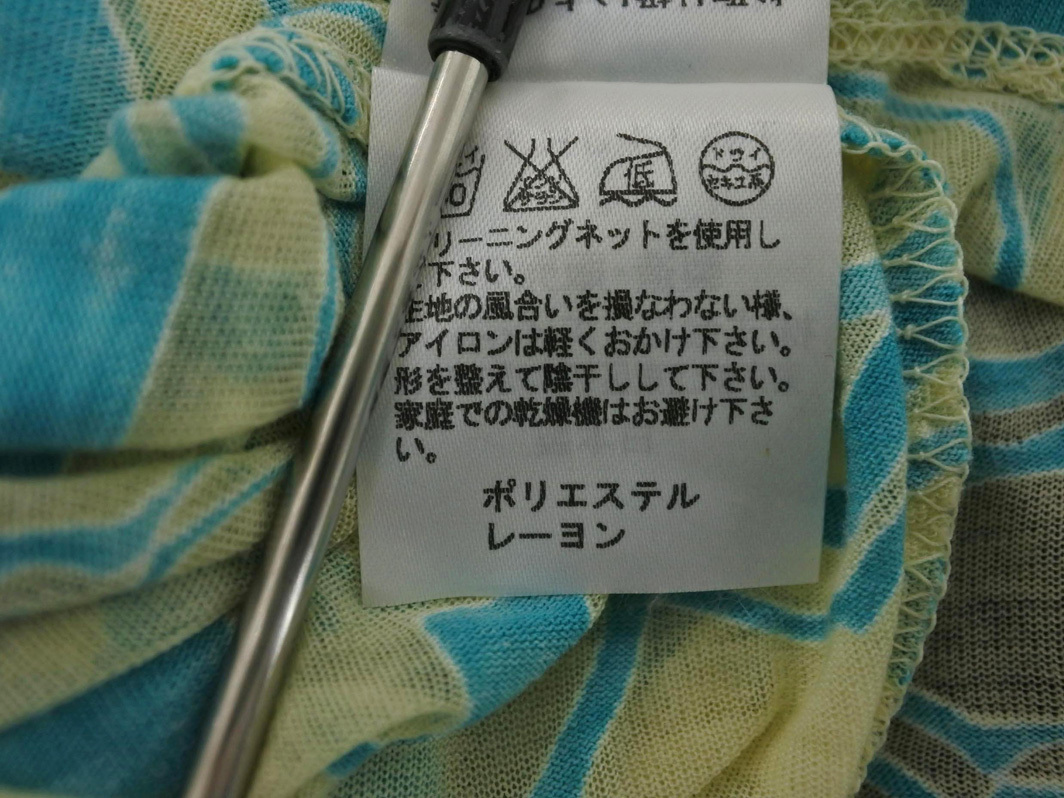 低
ドライ
セキユ系
リーニングネットを使用し
下さい。
生地の風合いを損なわない様、
アイロンは軽くおかけ下さい。
形を整えて陰干しして下さい。
家庭での乾燥機はお避け下さ
い。
ポリエステル
レーヨン